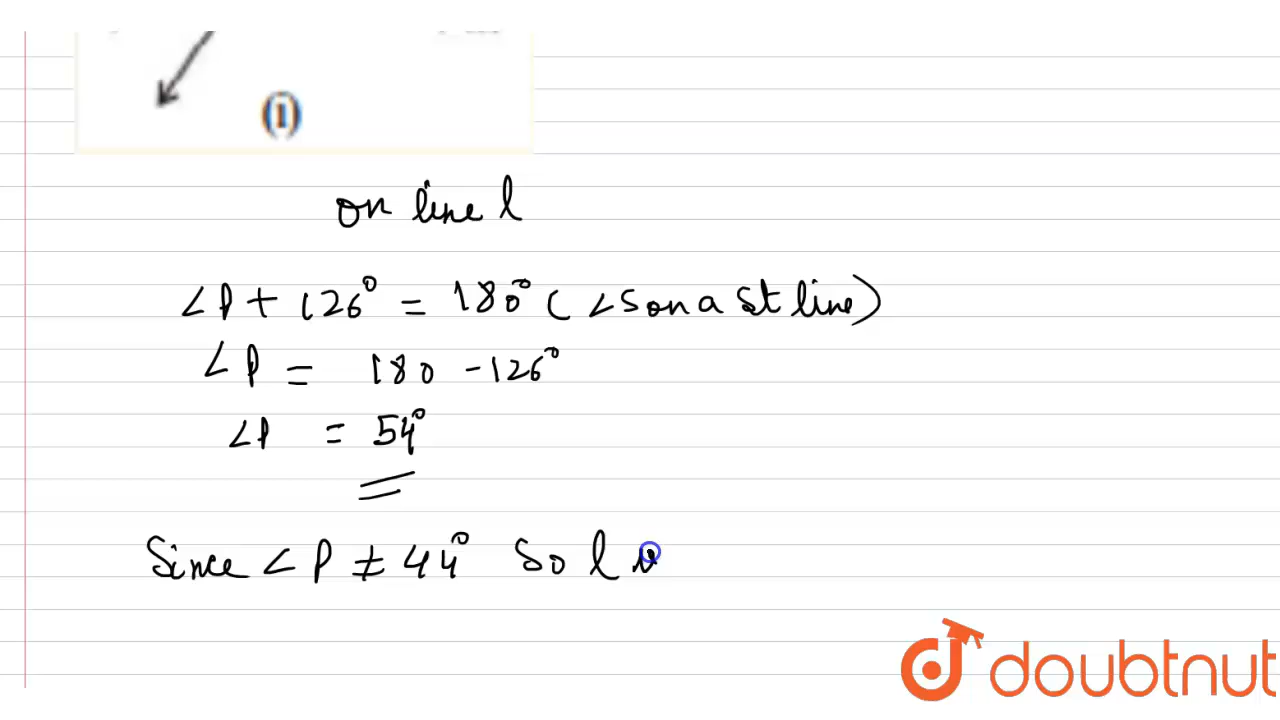 (i)
on line l
∠P + 126° = 180° (∠s on a st line)
∠P = 180 - 126°
∠P = 54°
Since ∠P ≠ 44° So l
doubtnut